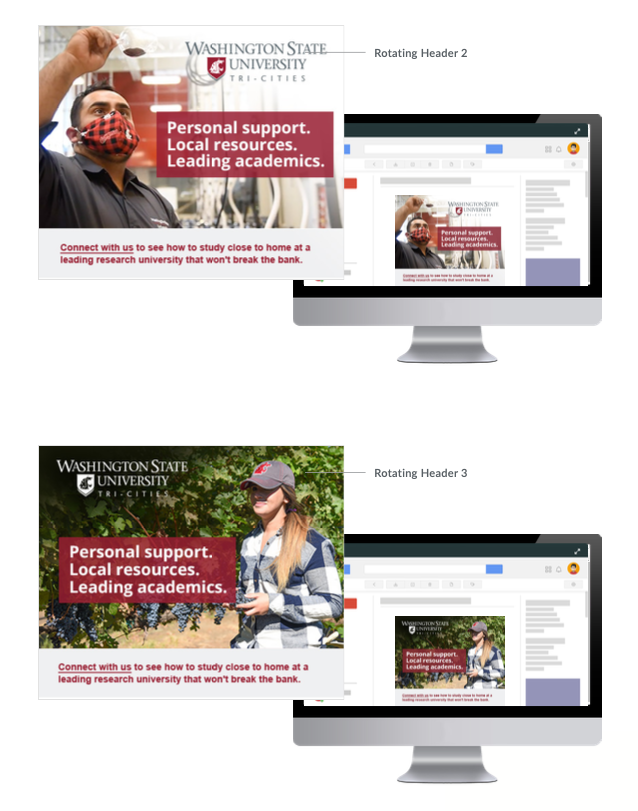 WASHINGTON STATE
UNIVERSITY
TRI-CITIES
Rotating Header 2
Personal support.
Local resources.
Leading academics.
Connect with us to see how to study close to home at a
leading research university that won't break the bank.
WASHINGTON STATE
UNIVERSITY
Personal support.
Local resources.
Leading academics.
Connect with us to see how to study close to home at a
leading research university that won't break the bank.
WASHINGTON STATE
UNIVERSITY
TRI-CITIES
Rotating Header 3
Personal support.
Local resources.
Leading academics.
Connect with us to see how to study close to home at a
leading research university that won't break the bank.
WASHINGTON STATE
UNIVERSITY
Personal support.
Local resources.
Leading academics.
Connect with us to see how to study close to home at a
leading research university that won't break the bank.